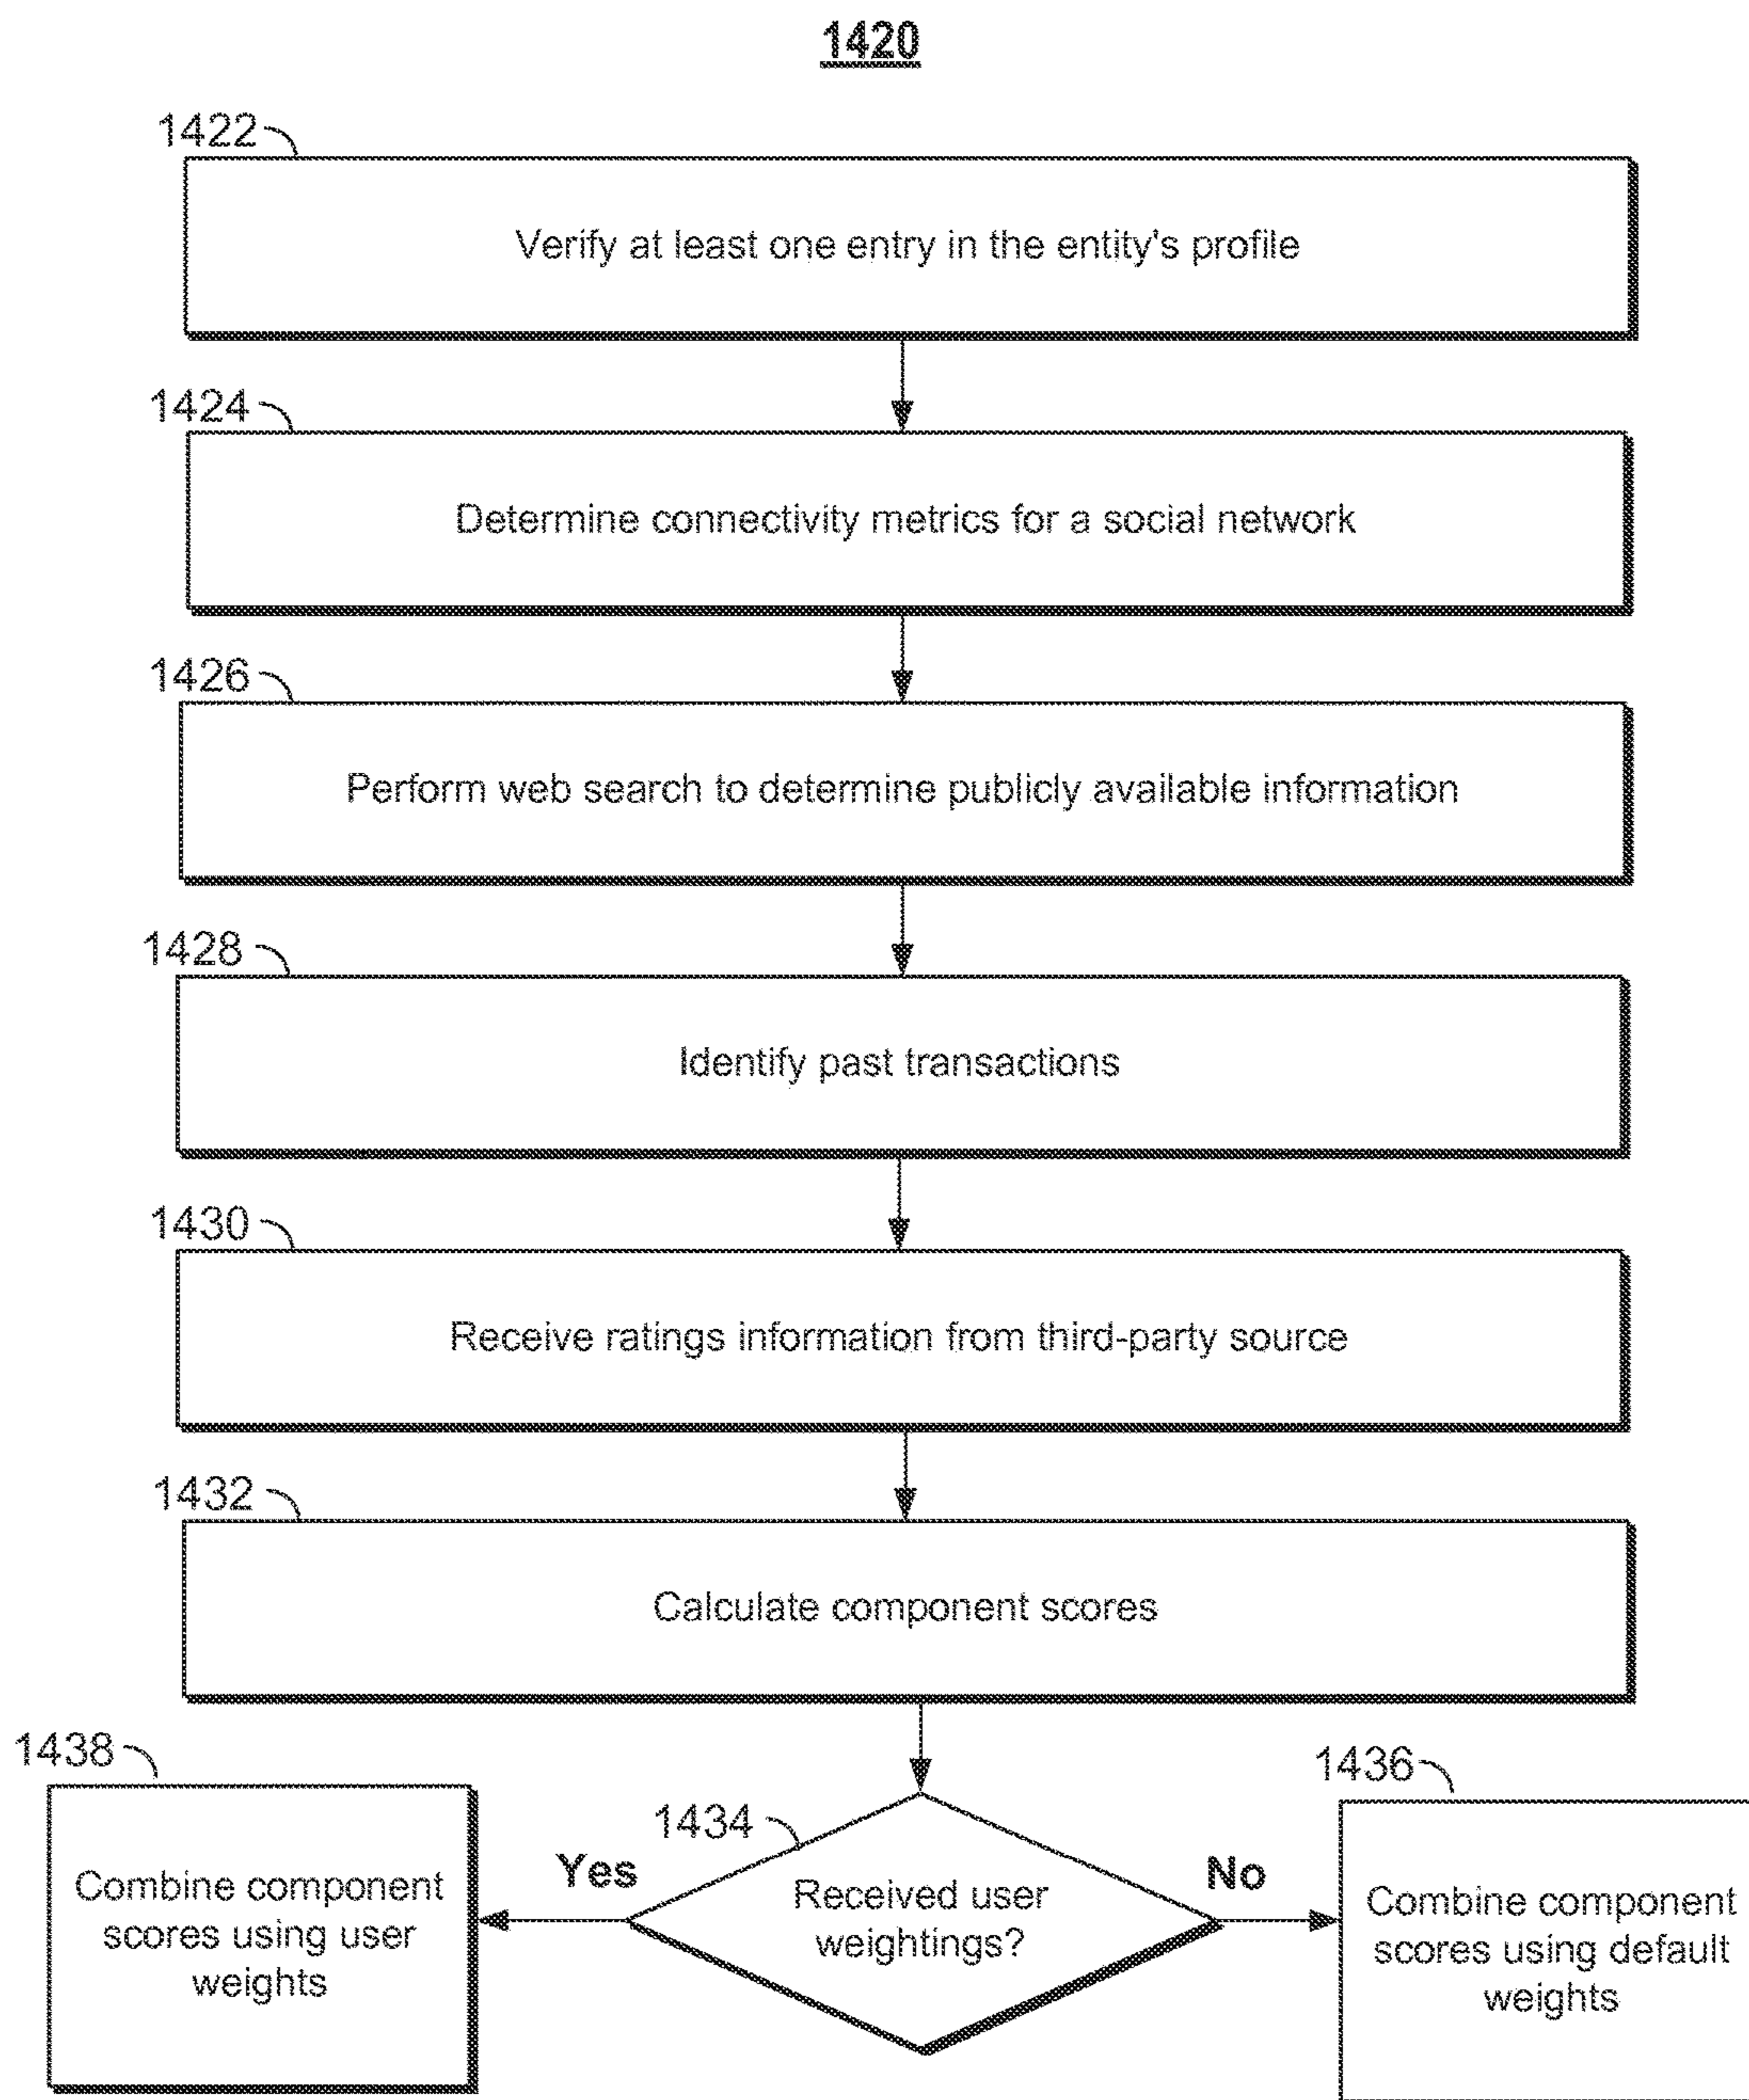 1420
1422
Verify at least one entry in the entity's profile
1424
Determine connectivity metrics for a social network
1426
Perform web search to determine publicly available information
1428
Identify past transactions
1430
Receive ratings information from third-party source
1432
Calculate component scores
1438
1436
1434
Yes
No
Combine component
scores using user
weights
Received user
weightings?
Combine component
scores using default
weights